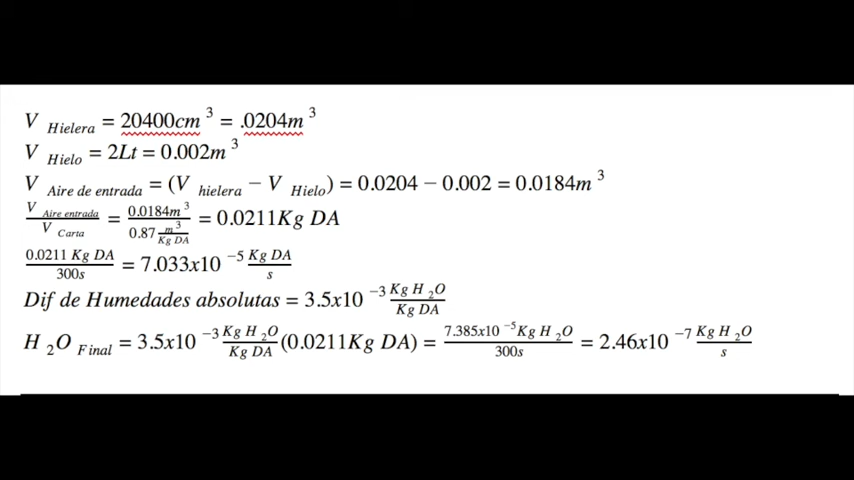 V Hielera = 20400cm³ = .0204m³
V Hielo = 2Lt = 0.002m³
V Aire de entrada = (V hielera − V Hielo) = 0.0204 − 0.002 = 0.0184m³
V Aire entrada / V Carta = 0.0184m³ / 0.87 m³/Kg DA = 0.0211Kg DA
0.0211 Kg DA / 300s = 7.033x10⁻⁵ Kg DA / s
Dif de Humedades absolutas = 3.5x10⁻³ Kg H₂O / Kg DA
H₂O Final = 3.5x10⁻³ Kg H₂O / Kg DA (0.0211Kg DA) = 7.385x10⁻⁵Kg H₂O / 300s = 2.46x10⁻⁷ Kg H₂O / s